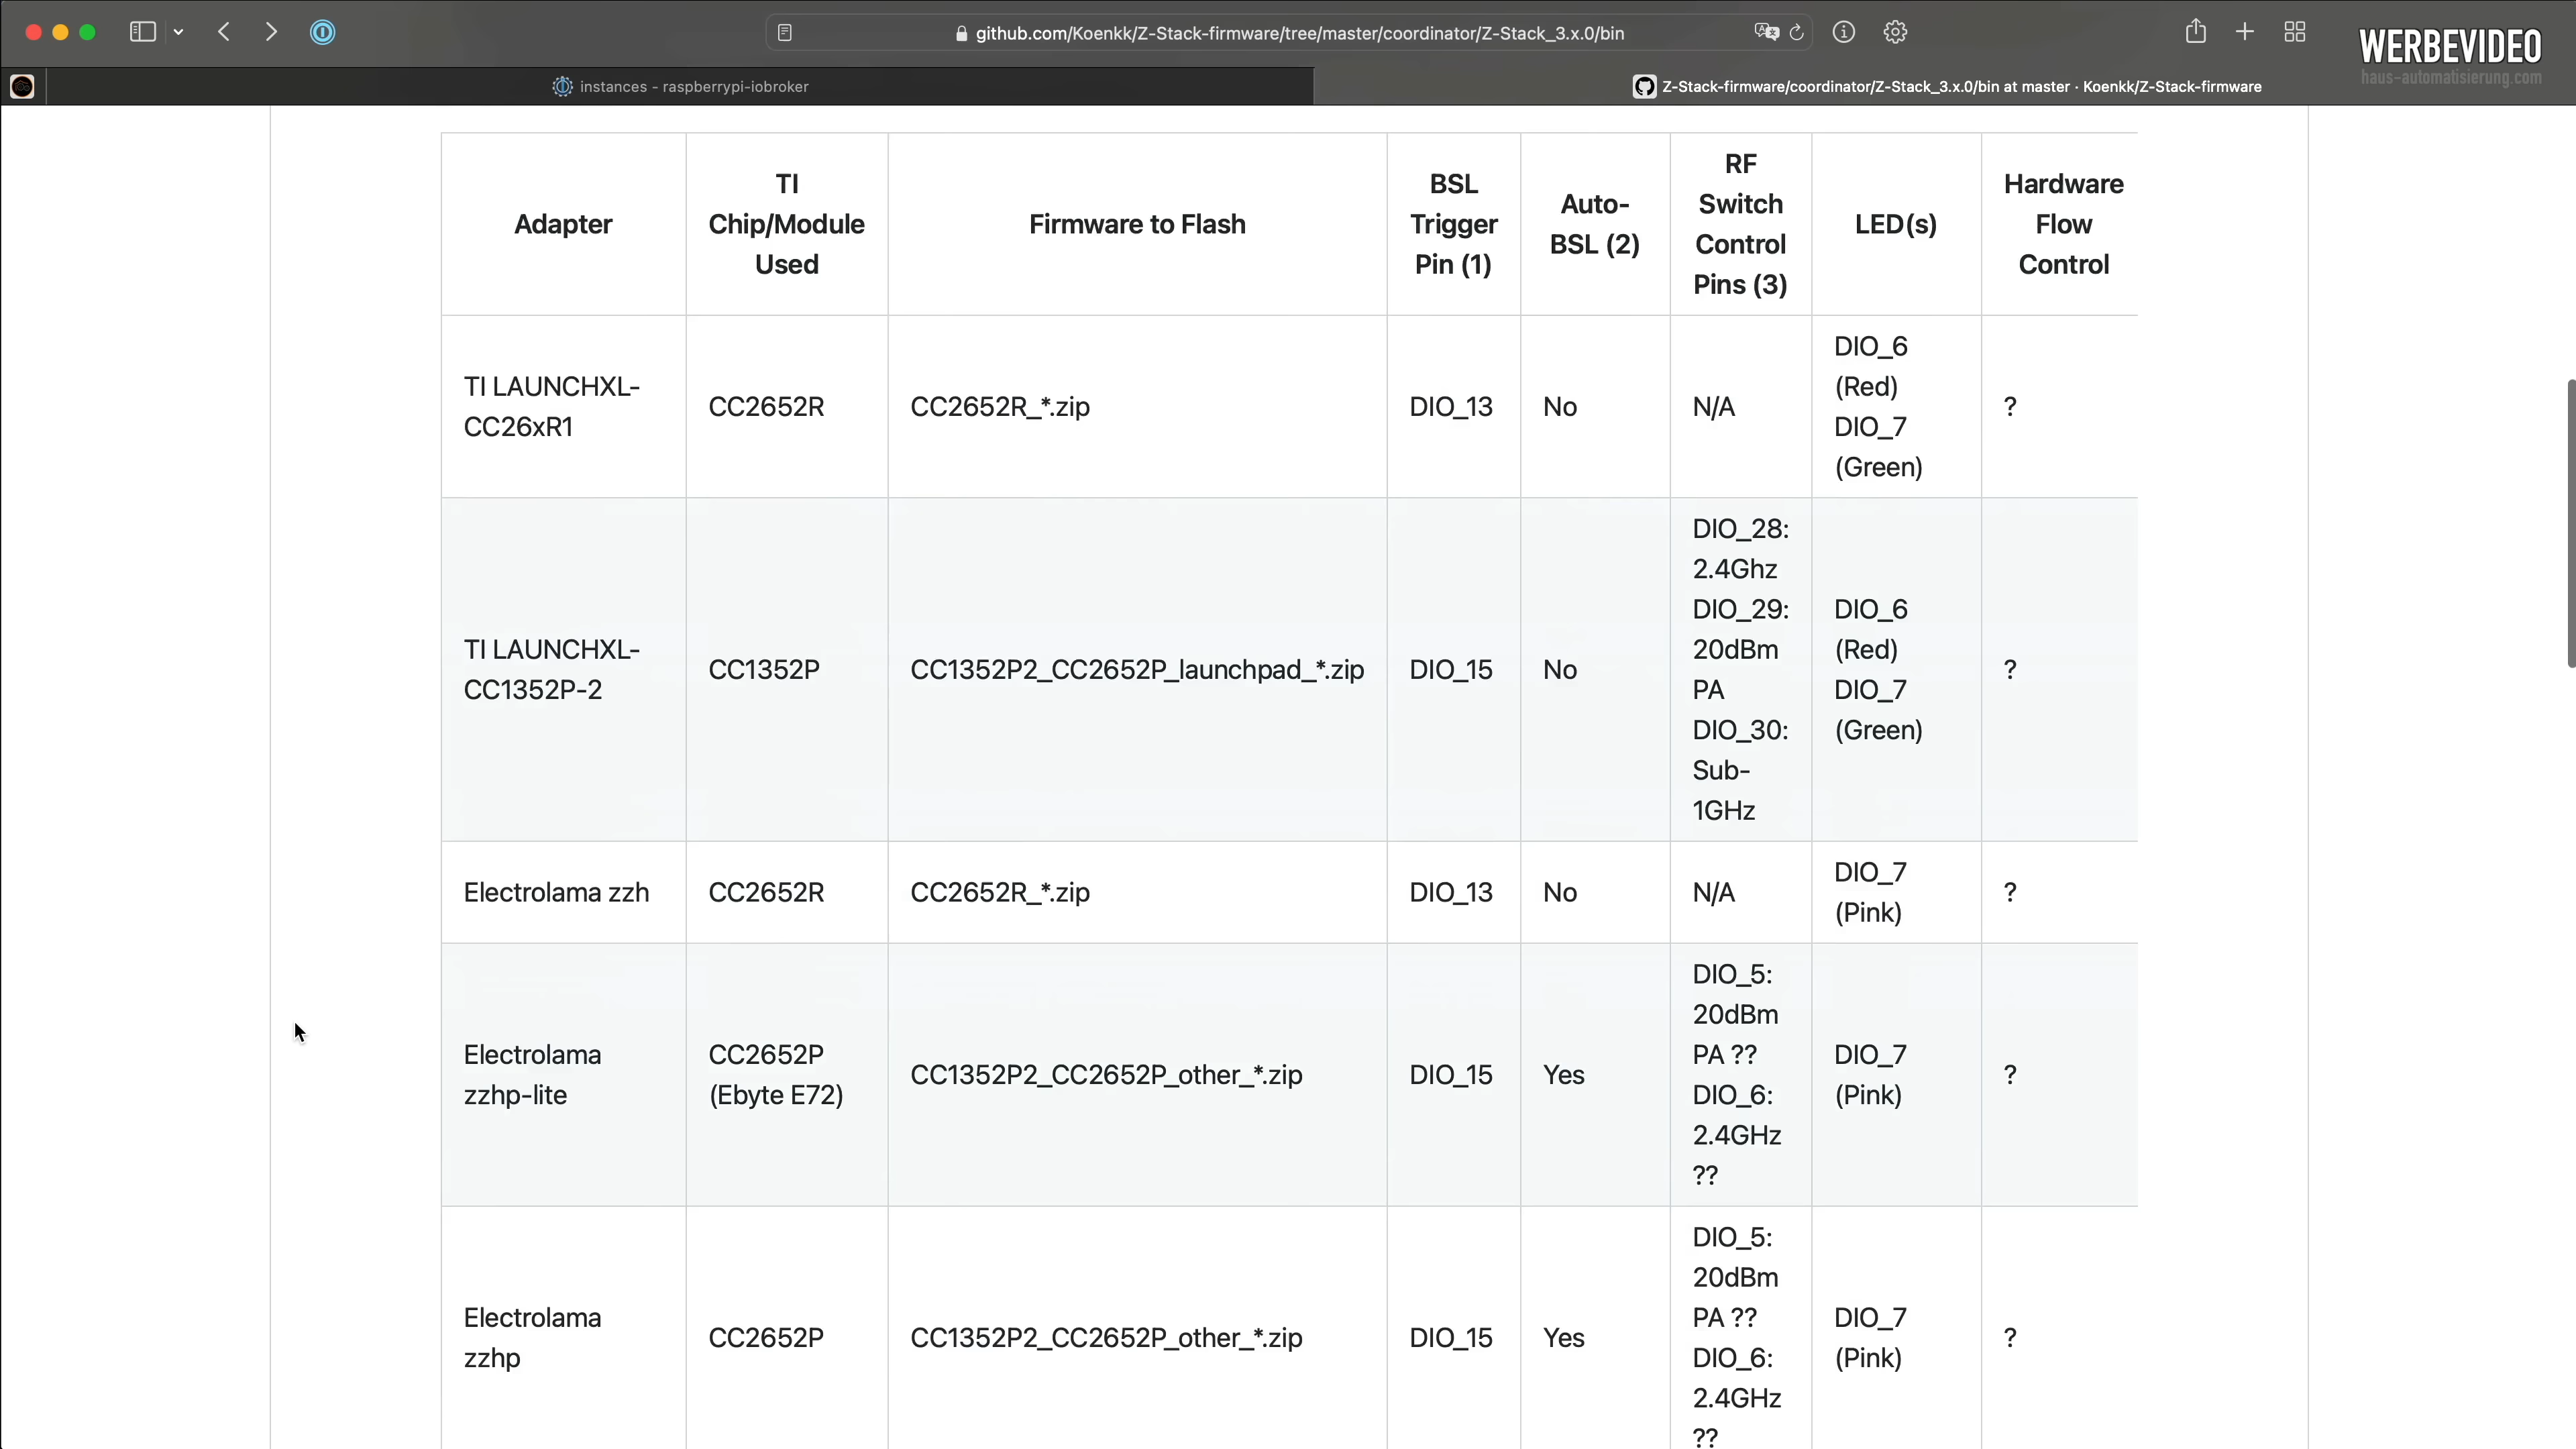 github.com/Koenkk/Z-Stack-firmware/tree/master/coordinator/Z-Stack_3.x.0/bin
WERBEVIDEO
haus-automatisierung.com
instances - raspberrypi-iobroker
Z-Stack-firmware/coordinator/Z-Stack_3.x.0/bin at master · Koenkk/Z-Stack-firmware
Adapter
TI
Chip/Module
Used
Firmware to Flash
BSL
Trigger
Pin (1)
Auto-
BSL (2)
RF
Switch
Control
Pins (3)
LED(s)
Hardware
Flow
Control
TI LAUNCHXL-
CC26xR1
CC2652R
CC2652R_*.zip
DIO_13
No
N/A
DIO_6
(Red)
DIO_7
(Green)
?
TI LAUNCHXL-
CC1352P-2
CC1352P
CC1352P2_CC2652P_launchpad_*.zip
DIO_15
No
DIO_28:
2.4Ghz
DIO_29:
20dBm
PA
DIO_30:
Sub-
1GHz
DIO_6
(Red)
DIO_7
(Green)
?
Electrolama zzh
CC2652R
CC2652R_*.zip
DIO_13
No
N/A
DIO_7
(Pink)
?
Electrolama
zzhp-lite
CC2652P
(Ebyte E72)
CC1352P2_CC2652P_other_*.zip
DIO_15
Yes
DIO_5:
20dBm
PA ??
DIO_6:
2.4GHz
??
DIO_7
(Pink)
?
Electrolama
zzhp
CC2652P
CC1352P2_CC2652P_other_*.zip
DIO_15
Yes
DIO_5:
20dBm
PA ??
DIO_6:
2.4GHz
??
DIO_7
(Pink)
?